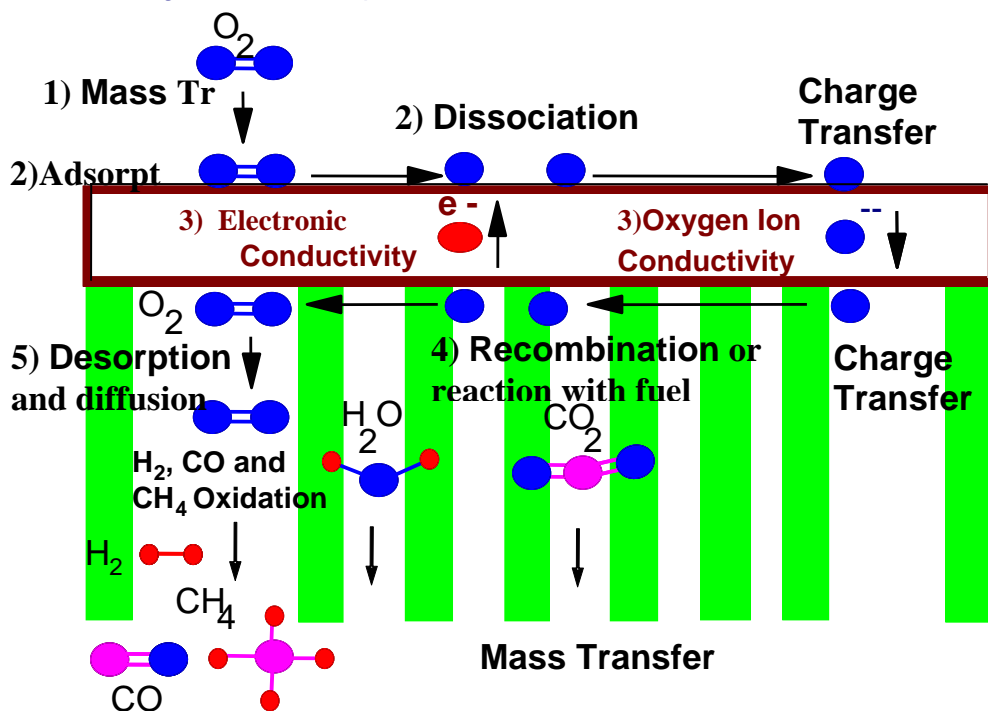 O2
1) Mass Tr
2) Dissociation
Charge
Transfer
2)Adsorpt
e -
--
3) Electronic
Conductivity
3)Oxygen Ion
Conductivity
O2
4) Recombination or
reaction with fuel
5) Desorption
and diffusion
Charge
Transfer
H2O
CO2
H2, CO and
CH4 Oxidation
H2
CH4
CO
Mass Transfer